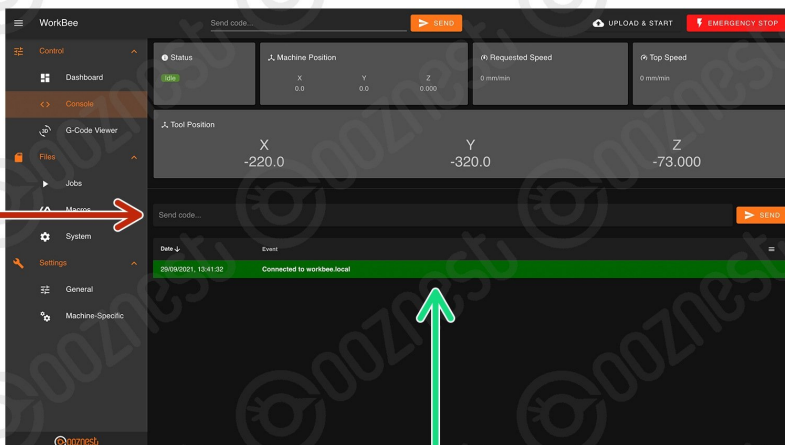 WorkBee
Send code...
SEND
UPLOAD & START
EMERGENCY STOP
Control
Dashboard
Console
G-Code Viewer
Files
Jobs
Macros
System
Settings
General
Machine-Specific
ooznest
Status
Idle
Machine Position
X Y Z
0.0 0.0 0.000
Requested Speed
0 mm/min
Top Speed
0 mm/min
Tool Position
X Y Z
-220.0 -320.0 -73.000
Send code...
SEND
Date Event
29/09/2021, 13:41:32 Connected to workbee.local